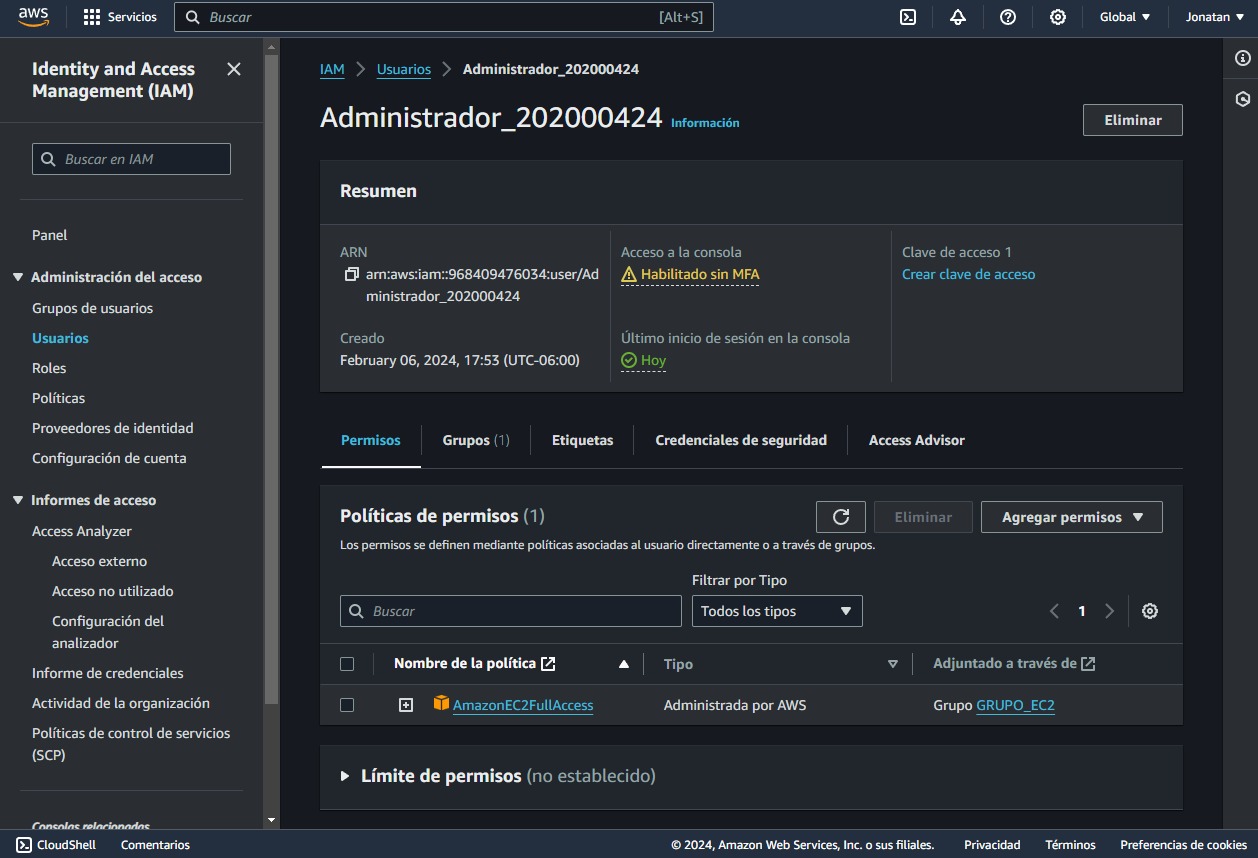 aws
Servicios
Buscar
[Alt+S]
Global
Jonatan
Identity and Access
Management (IAM)
Buscar en IAM
Panel
Administración del acceso
Grupos de usuarios
Usuarios
Roles
Políticas
Proveedores de identidad
Configuración de cuenta
Informes de acceso
Access Analyzer
Acceso externo
Acceso no utilizado
Configuración del
analizador
Informe de credenciales
Actividad de la organización
Políticas de control de servicios
(SCP)
Consolas relacionadas
IAM > Usuarios > Administrador_202000424
Administrador_202000424 Información
Eliminar
Resumen
ARN
arn:aws:iam::968409476034:user/Ad
ministrador_202000424
Creado
February 06, 2024, 17:53 (UTC-06:00)
Acceso a la consola
Habilitado sin MFA
Último inicio de sesión en la consola
Hoy
Clave de acceso 1
Crear clave de acceso
Permisos
Grupos (1)
Etiquetas
Credenciales de seguridad
Access Advisor
Políticas de permisos (1)
Eliminar
Agregar permisos
Los permisos se definen mediante políticas asociadas al usuario directamente o a través de grupos.
Filtrar por Tipo
Buscar
Todos los tipos
1
Nombre de la política
Tipo
Adjuntado a través de
AmazonEC2FullAccess
Administrada por AWS
Grupo GRUPO_EC2
Límite de permisos (no establecido)
CloudShell
Comentarios
© 2024, Amazon Web Services, Inc. o sus filiales.
Privacidad
Términos
Preferencias de cookies